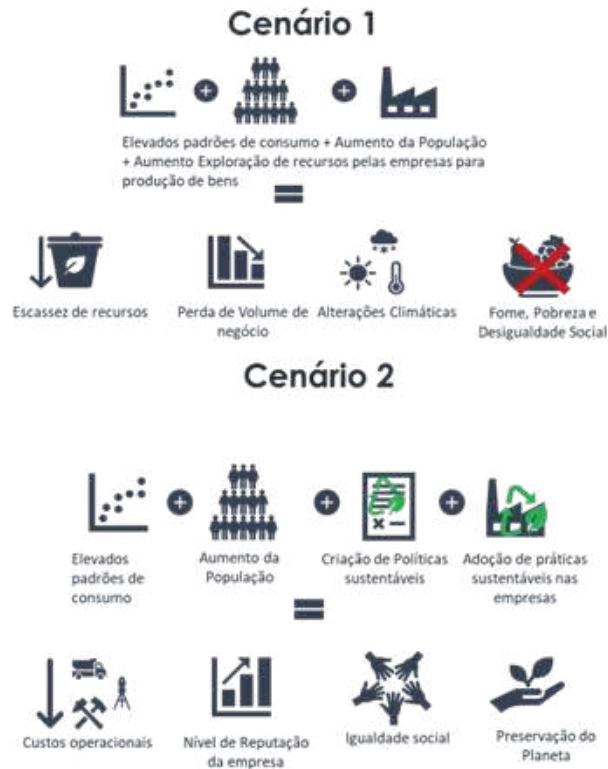 Cenário 1
Elevados padrões de consumo + Aumento da População
+ Aumento Exploração de recursos pelas empresas para
produção de bens
Escassez de recursos
Perda de Volume de
negócio
Alterações Climáticas
Fome, Pobreza e
Desigualdade Social
Cenário 2
Elevados
padrões de
consumo
Aumento da
População
Criação de Políticas
sustentáveis
Adoção de práticas
sustentáveis nas
empresas
Custos operacionais
Nível de Reputação
da empresa
Igualdade social
Preservação do
Planeta